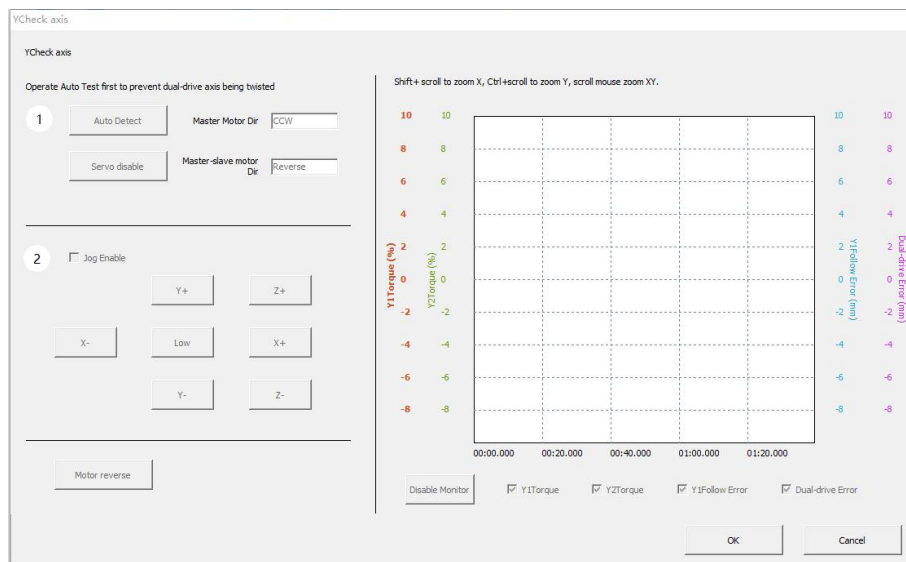 YCheck axis
YCheck axis
Operate Auto Test first to prevent dual-drive axis being twisted
1
Auto Detect
Master Motor Dir
CCW
Servo disable
Master-slave motor
Dir
Reverse
2
Jog Enable
Y+
Z+
X-
Low
X+
Y-
Z-
Motor reverse
Shift+ scroll to zoom X, Ctrl+scroll to zoom Y, scroll mouse zoom XY.
10 10 10 10
8 8 8 8
6 6 6 6
4 4 4 4
2 2 2 2
0 0 0 0
-2 -2 -2 -2
-4 -4 -4 -4
-6 -6 -6 -6
-8 -8 -8 -8
Y1Torque (%)
Y2Torque (%)
Y1Follow Error (mm)
Dual-drive Error (mm)
00:00.000 00:20.000 00:40.000 01:00.000 01:20.000
Disable Monitor
Y1Torque
Y2Torque
Y1Follow Error
Dual-drive Error
OK
Cancel